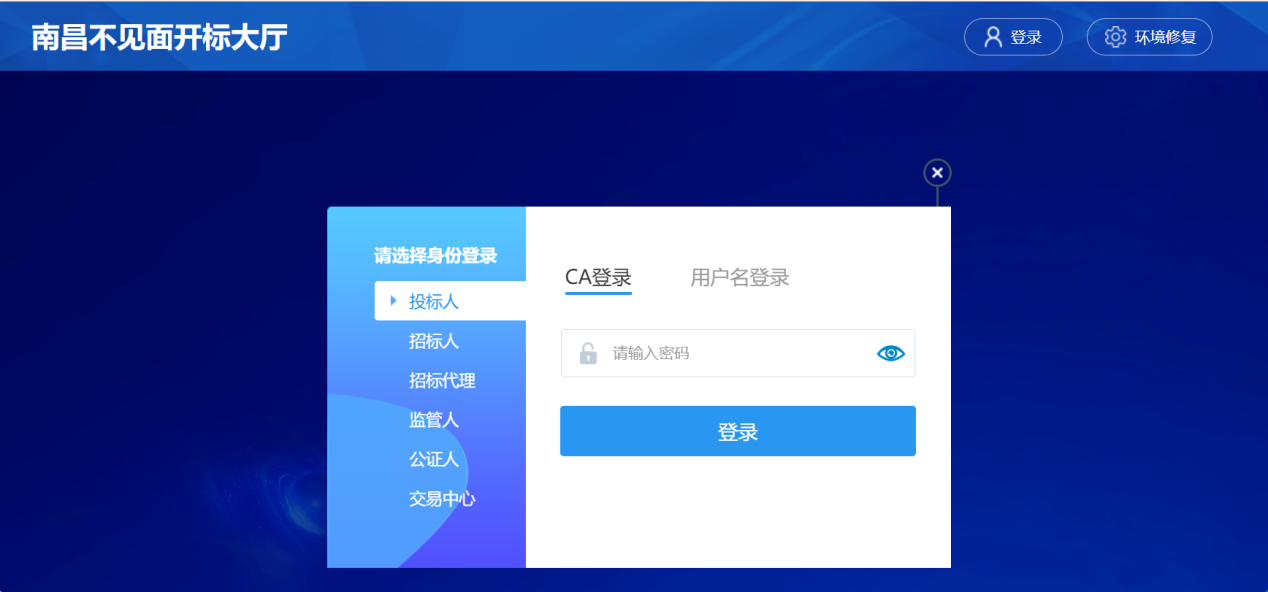 南昌不见面开标大厅
登录
环境修复
请选择身份登录
投标人
招标人
招标代理
监管人
公证人
交易中心
CA登录
用户名登录
请输入密码
登录